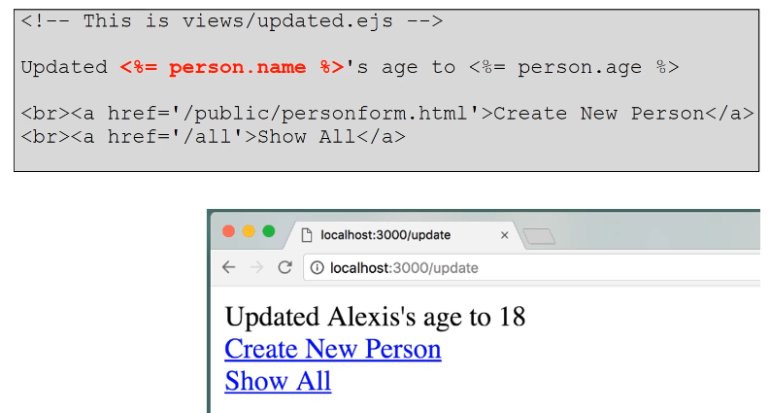 <!-- This is views/updated.ejs -->
Updated <%= person.name %>'s age to <%= person.age %>
<br><a href='/public/personform.html'>Create New Person</a>
<br><a href='/all'>Show All</a>
localhost:3000/update ×
localhost:3000/update
Updated Alexis's age to 18
Create New Person
Show All